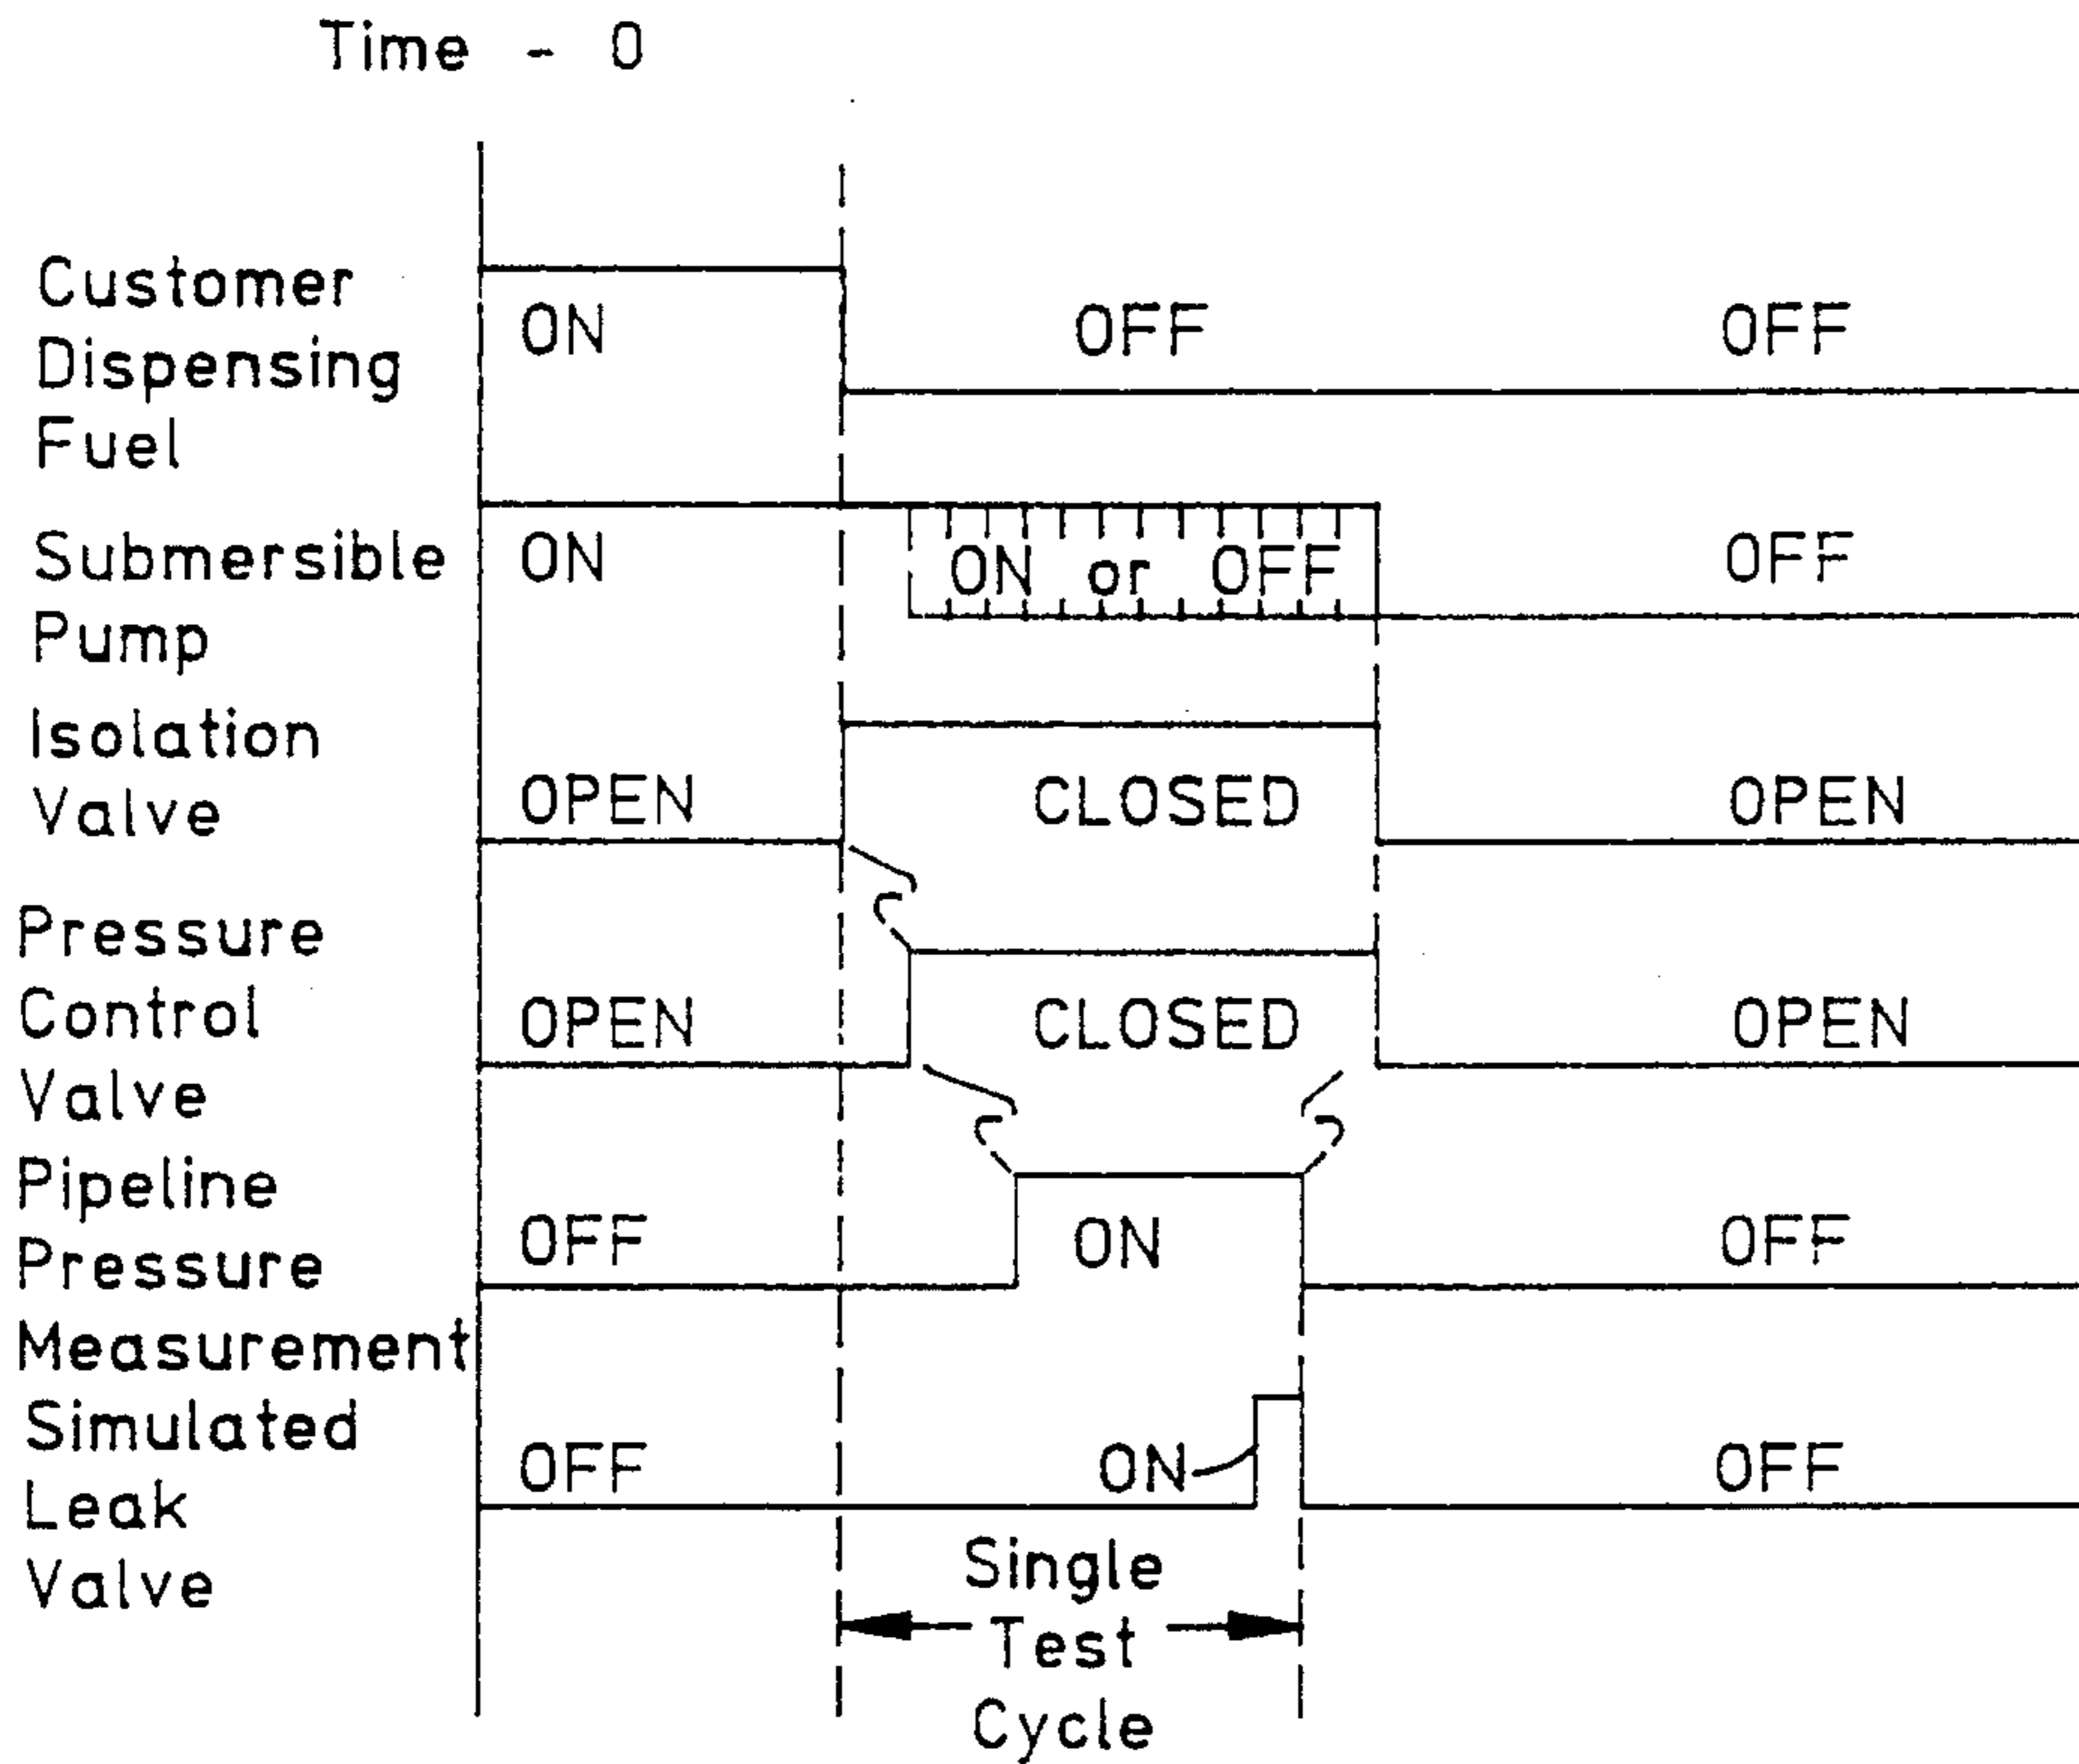 Time - 0
Customer
Dispensing
Fuel
ON
OFF
OFF
Submersible
Pump
ON
ON or OFF
OFF
Isolation
Valve
OPEN
CLOSED
OPEN
Pressure
Control
Valve
OPEN
CLOSED
OPEN
Pipeline
Pressure
Measurement
OFF
ON
OFF
Simulated
Leak
Valve
OFF
ON
OFF
Single
Test
Cycle